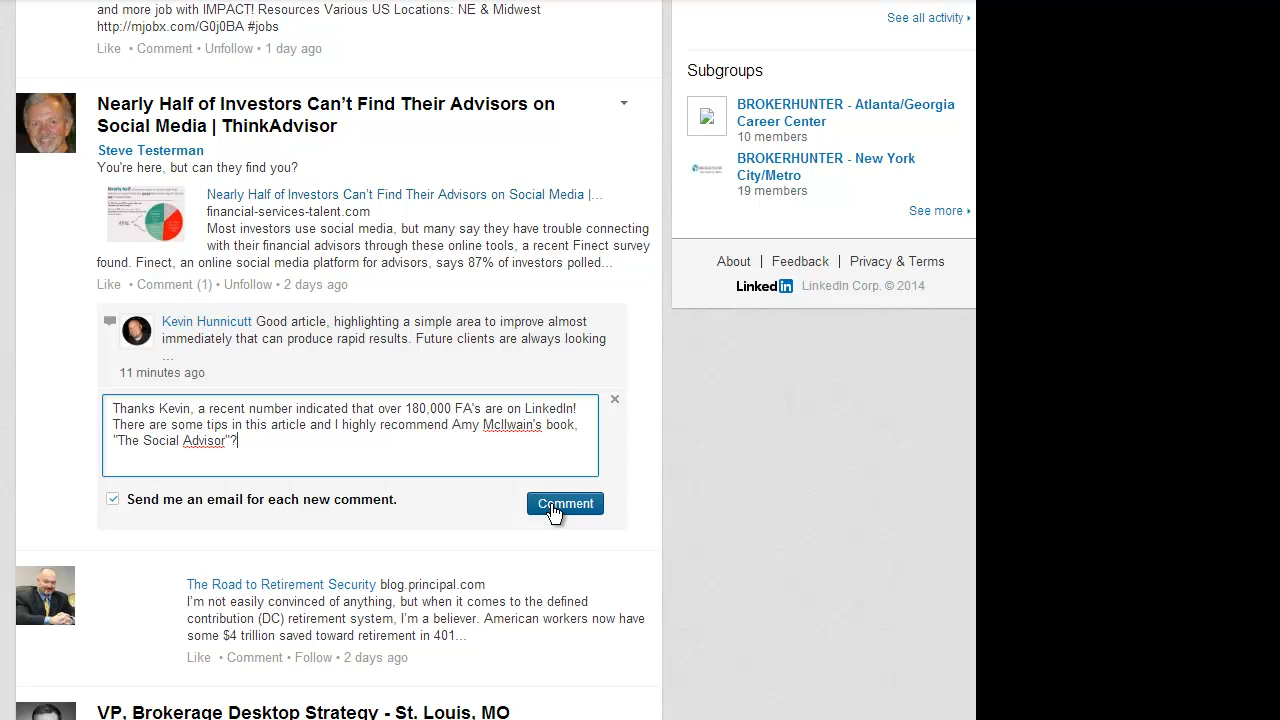 and more job with IMPACT! Resources Various US Locations: NE & Midwest
http://mjobx.com/G0j0BA #jobs
Like • Comment • Unfollow • 1 day ago
Nearly Half of Investors Can’t Find Their Advisors on
Social Media | ThinkAdvisor
Steve Testerman
You're here, but can they find you?
Nearly Half of Investors Can’t Find Their Advisors on Social Media |...
financial-services-talent.com
Most investors use social media, but many say they have trouble connecting
with their financial advisors through these online tools, a recent Finect survey
found. Finect, an online social media platform for advisors, says 87% of investors polled...
Like • Comment (1) • Unfollow • 2 days ago
Kevin Hunnicutt Good article, highlighting a simple area to improve almost
immediately that can produce rapid results. Future clients are always looking
...
11 minutes ago
Thanks Kevin, a recent number indicated that over 180,000 FA's are on LinkedIn!
There are some tips in this article and I highly recommend Amy McIlwain's book,
"The Social Advisor"?
Send me an email for each new comment.
Comment
The Road to Retirement Security blog.principal.com
I’m not easily convinced of anything, but when it comes to the defined
contribution (DC) retirement system, I’m a believer. American workers now have
some $4 trillion saved toward retirement in 401...
Like • Comment • Follow • 2 days ago
VP, Brokerage Desktop Strategy - St. Louis, MO
See all activity
Subgroups
BROKERHUNTER - Atlanta/Georgia
Career Center
10 members
BROKERHUNTER - New York
City/Metro
19 members
See more
About | Feedback | Privacy & Terms
LinkedIn LinkedIn Corp. © 2014